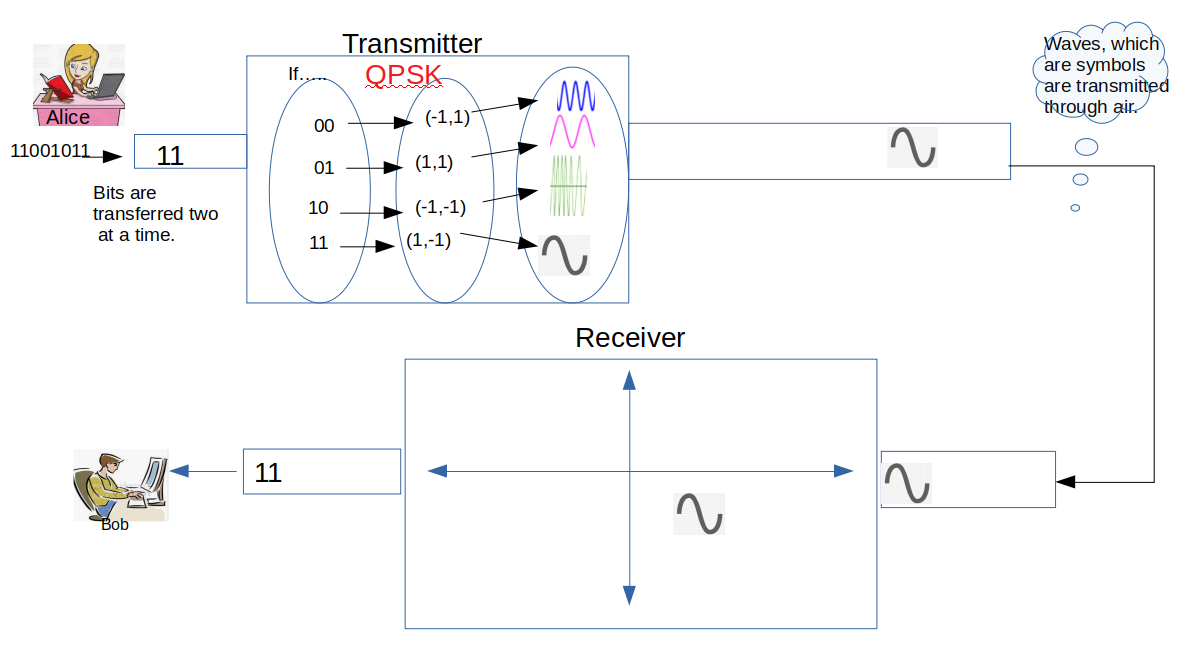 Transmitter
Waves, which
are symbols
are transmitted
through air.
If.....
QPSK
Alice
00
(-1,1)
11001011
11
01
(1,1)
Bits are
transferred two
at a time.
10
(-1,-1)
11
(1,-1)
Receiver
11
Bob